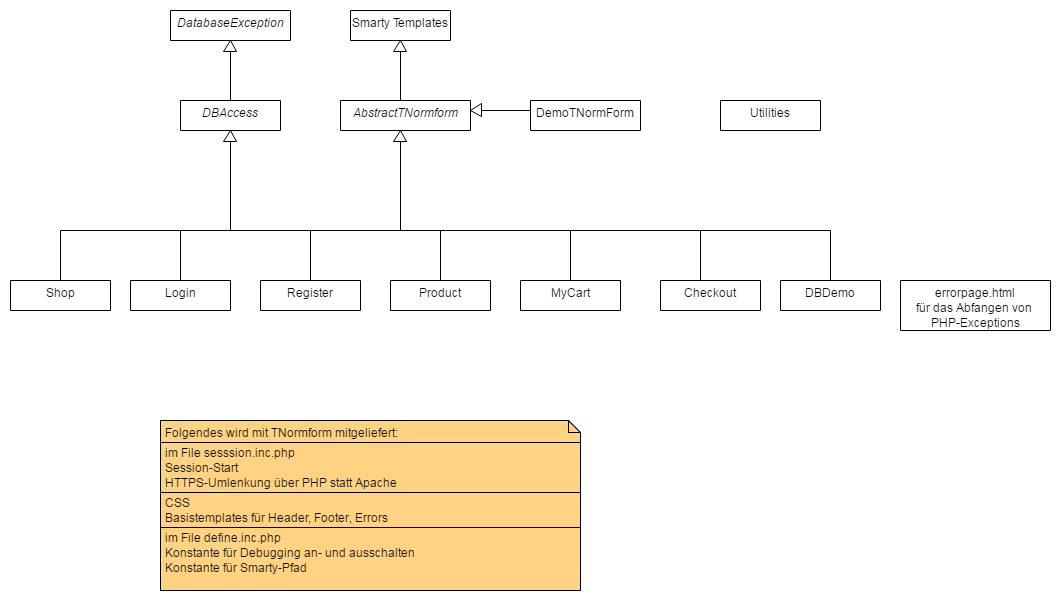 DatabaseException
Smarty Templates
DBAccess
AbstractTNormform
DemoTNormForm
Utilities
Shop
Login
Register
Product
MyCart
Checkout
DBDemo
errorpage.html
für das Abfangen von
PHP-Exceptions
Folgendes wird mit TNormform mitgeliefert:
im File sesssion.inc.php
Session-Start
HTTPS-Umlenkung über PHP statt Apache
CSS
Basistemplates für Header, Footer, Errors
im File define.inc.php
Konstante für Debugging an- und ausschalten
Konstante für Smarty-Pfad